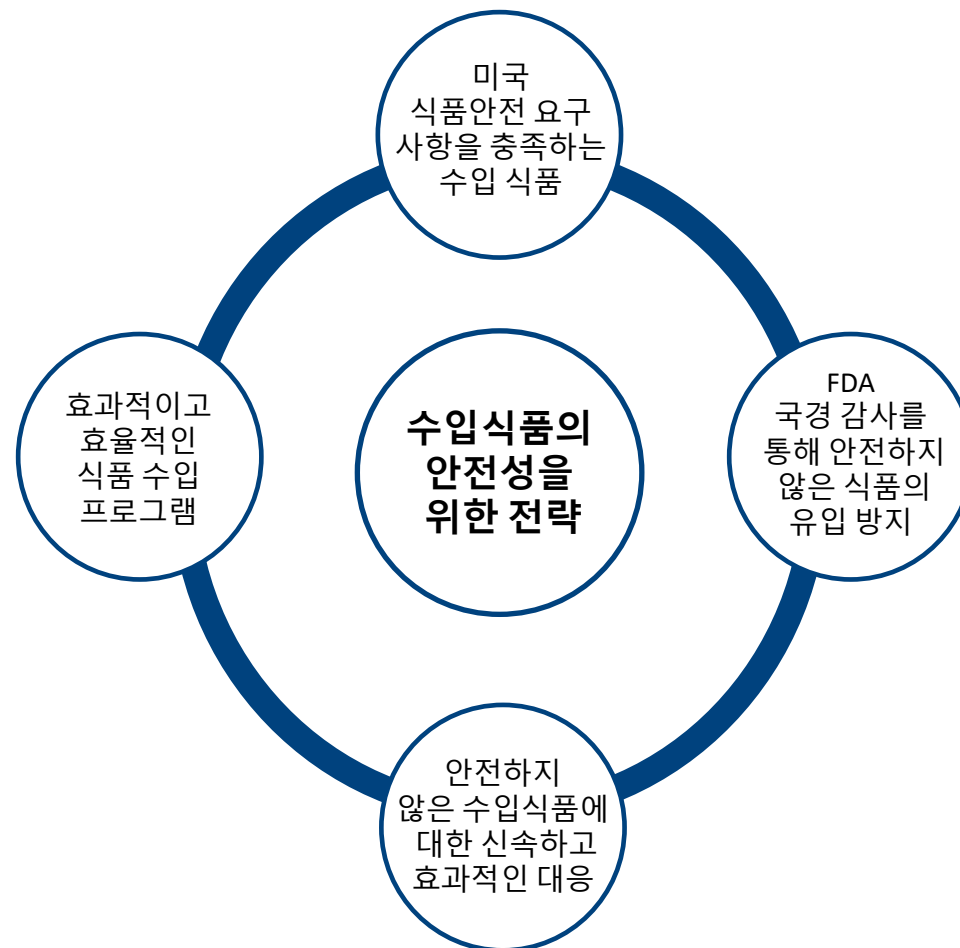 미국
식품안전 요구
사항을 충족하는
수입 식품
효과적이고
효율적인
식품 수입
프로그램
수입식품의
안전성을
위한 전략
FDA
국경 감사를
통해 안전하지
않은 식품의
유입 방지
안전하지
않은 수입식품에
대한 신속하고
효과적인 대응